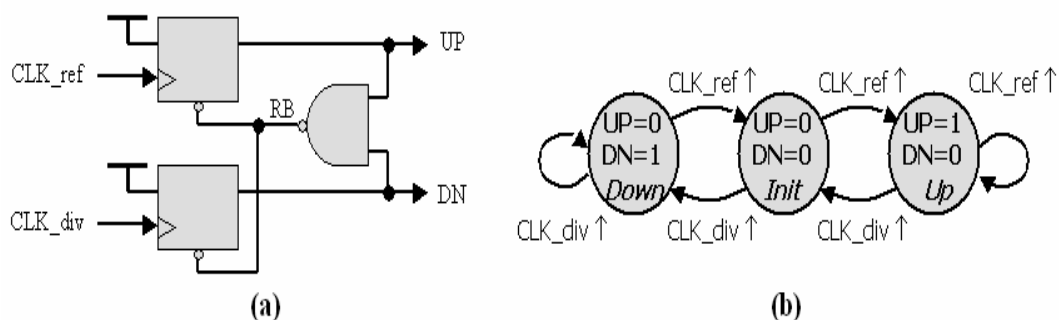 UP
CLK_ref
RB
DN
CLK_div
(a)
CLK_ref ↑
CLK_ref ↑
CLK_ref ↑
UP=0
DN=1
Down
UP=0
DN=0
Init
UP=1
DN=0
Up
CLK_div ↑
CLK_div ↑
CLK_div ↑
(b)